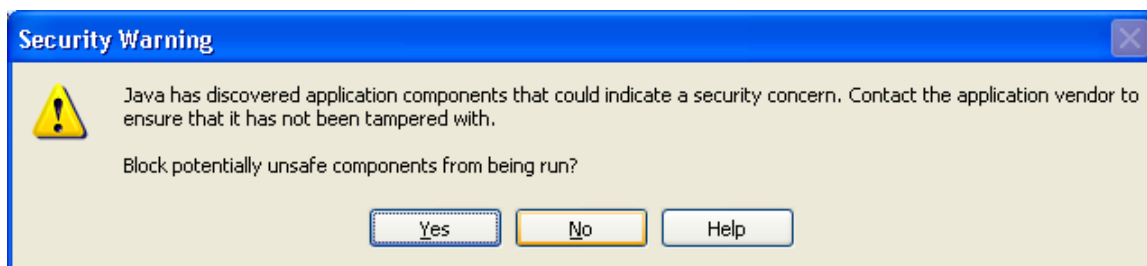 Security Warning
Java has discovered application components that could indicate a security concern. Contact the application vendor to
ensure that it has not been tampered with.
Block potentially unsafe components from being run?
Yes No Help